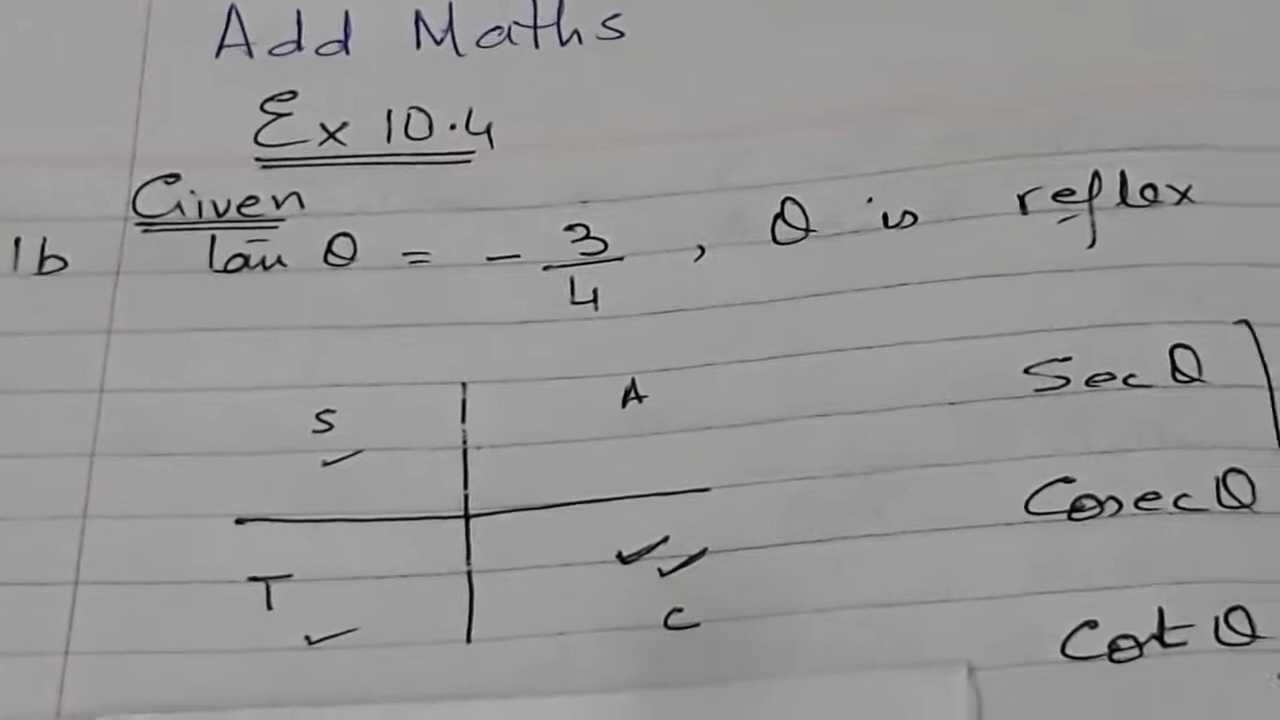 Add Maths
Ex 10.4
Given
1b tan θ = - 3/4 , θ is reflex
S A
Sec θ
Cosec θ
T C
Cot θ